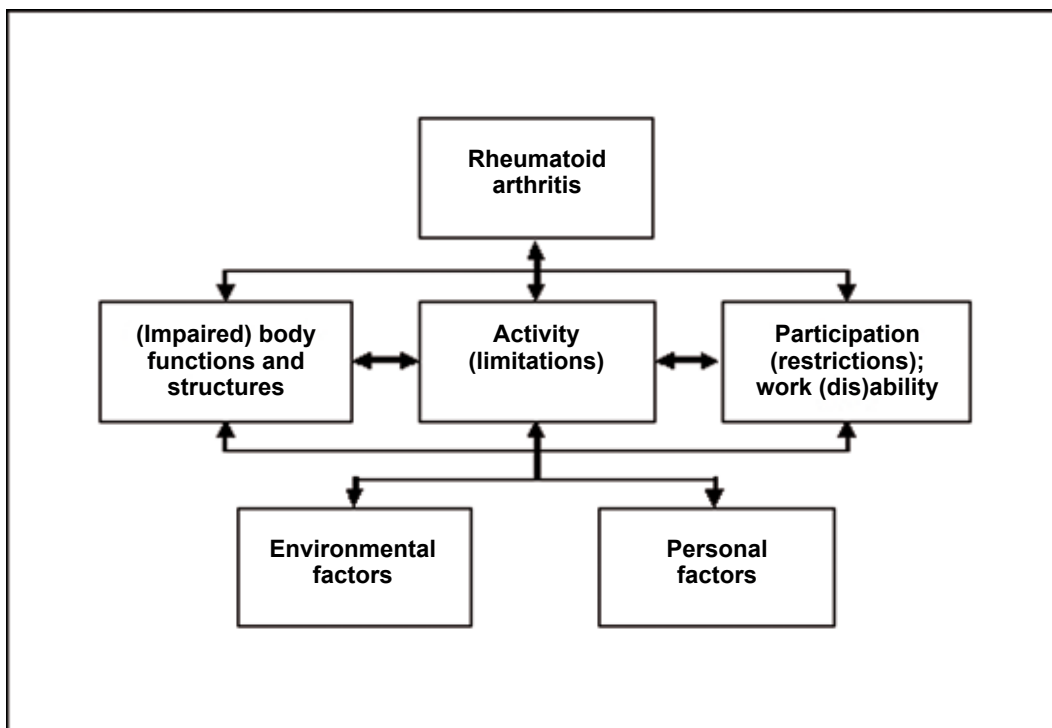 Rheumatoid
arthritis
(Impaired) body
functions and
structures
Activity
(limitations)
Participation
(restrictions);
work (dis)ability
Environmental
factors
Personal
factors